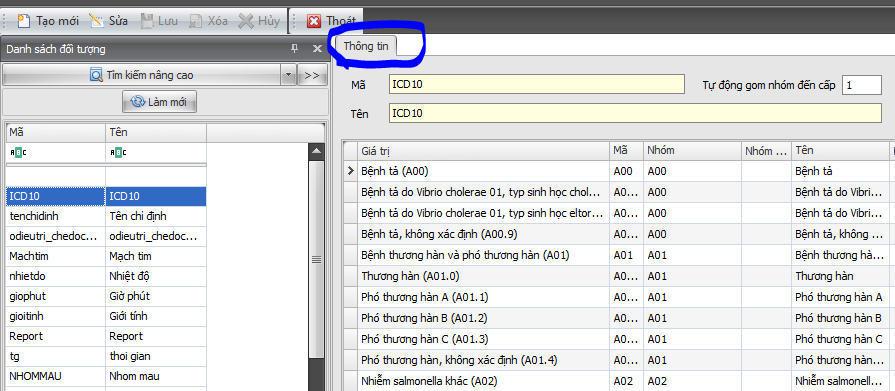 Tạo mới Sửa Lưu Xóa Hủy Thoát
Danh sách đối tượng
Tìm kiếm nâng cao >>
Làm mới
Mã Tên
ICD10 ICD10
tenchidinh Tên chỉ định
odieutri_chedoc... odieutri_chedoc...
Machtim Mạch tim
nhietdo Nhiệt độ
giophut Giờ phút
gioitinh Giới tính
Report Report
tg thoi gian
NHOMMAU Nhom mau
Thông tin
Mã ICD10 Tự động gom nhóm đến cấp 1
Tên ICD10
Giá trị Mã Nhóm Nhóm ... Tên
Bệnh tả (A00) A00 A00 Bệnh tả
Bệnh tả do Vibrio cholerae 01, typ sinh học chol... A0... A00 Bệnh tả do Vibri...
Bệnh tả do Vibrio cholerae 01, typ sinh học eltor... A0... A00 Bệnh tả do Vibri...
Bệnh tả, không xác định (A00.9) A0... A00 Bệnh tả, không ...
Bệnh thương hàn và phó thương hàn (A01) A01 A01 Bệnh thương hàn...
Thương hàn (A01.0) A0... A01 Thương hàn
Phó thương hàn A (A01.1) A0... A01 Phó thương hàn A
Phó thương hàn B (A01.2) A0... A01 Phó thương hàn B
Phó thương hàn C (A01.3) A0... A01 Phó thương hàn C
Phó thương hàn, không xác định (A01.4) A0... A01 Phó thương hàn,...
Nhiễm salmonella khác (A02) A02 A02 Nhiễm salmonella...